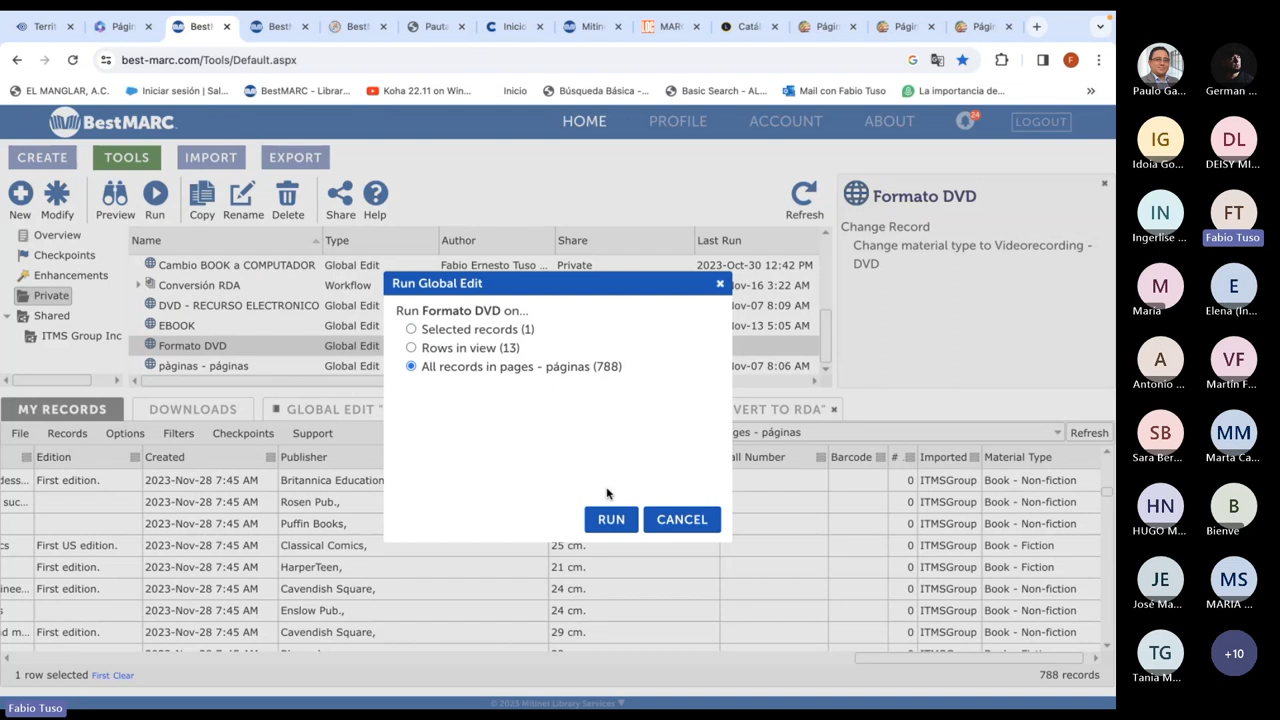 Territ
Págin
BestM
BestM
BestM
Pauta
Inicio
Mitine
MAR
Catál
Págin
Págin
Págin
best-marc.com/Tools/Default.aspx
F
EL MANGLAR, A.C.
Iniciar sesión | Sal...
BestMARC - Librar...
Koha 22.11 on Win...
Inicio
Búsqueda Básica -...
Basic Search - AL...
Mail con Fabio Tuso
La importancia de...
BestMARC
HOME
PROFILE
ACCOUNT
ABOUT
24
LOGOUT
CREATE
TOOLS
IMPORT
EXPORT
New
Modify
Preview
Run
Copy
Rename
Delete
Share
Help
Refresh
Formato DVD
Change Record
Change material type to Videorecording -
DVD
Overview
Checkpoints
Enhancements
Private
Shared
ITMS Group Inc
Name Type Author Share Last Run
Cambio BOOK a COMPUTADOR Global Edit Fabio Ernesto Tuso ... Private 2023-Oct-30 12:42 PM
Conversión RDA Workflow Nov-16 3:22 AM
DVD - RECURSO ELECTRONICO Global Edit Nov-07 8:09 AM
EBOOK Global Edit Nov-13 5:05 AM
Formato DVD Global Edit
pàginas - páginas Global Edit Nov-07 8:06 AM
Run Global Edit
Run Formato DVD on...
Selected records (1)
Rows in view (13)
All records in pages - páginas (788)
RUN
CANCEL
MY RECORDS
DOWNLOADS
GLOBAL EDIT "
VERT TO RDA"
File
Records
Options
Filters
Checkpoints
Support
ges - páginas
Refresh
Edition Created Publisher all Number Barcode # Imported Material Type
dess... First edition. 2023-Nov-28 7:45 AM Britannica Education 0 ITMSGroup Book - Non-fiction
suc... 2023-Nov-28 7:45 AM Rosen Pub., 0 ITMSGroup Book - Non-fiction
2023-Nov-28 7:45 AM Puffin Books, 0 ITMSGroup Book - Non-fiction
cs First US edition. 2023-Nov-28 7:45 AM Classical Comics, 25 cm. 0 ITMSGroup Book - Fiction
2023-Nov-28 7:45 AM HarperTeen, 21 cm. 0 ITMSGroup Book - Fiction
inee... First edition. 2023-Nov-28 7:45 AM Cavendish Square, 24 cm. 0 ITMSGroup Book - Non-fiction
s 2023-Nov-28 7:45 AM Enslow Pub., 24 cm. 0 ITMSGroup Book - Non-fiction
nd m... First edition. 2023-Nov-28 7:45 AM Cavendish Square, 29 cm. 0 ITMSGroup Book - Non-fiction
1 row selected First Clear
788 records
© 2023 Mitinet Library Services
Fabio Tuso
Paulo Ga...
German ...
IG
Idoia Go...
DL
DEISY MI...
IN
Ingerlise ...
FT
Fabio Tuso
M
Maria
E
Elena (In...
A
Antonio ...
VF
Martín F...
SB
Sara Ber...
MM
Marta Ca...
HN
HUGO M...
B
Bienve
JE
José Ma...
MS
MARIA ...
TG
Tania M...
+10